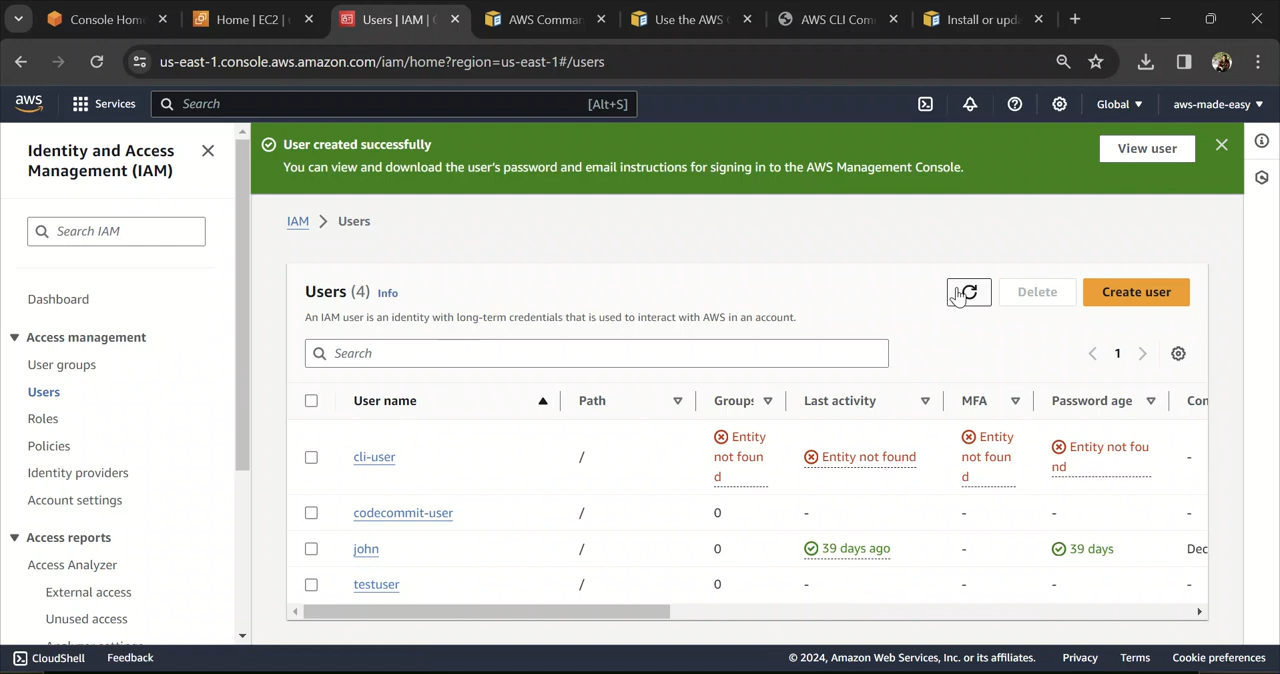 Console Home
Home | EC2 |
Users | IAM |
AWS Comman
Use the AWS
AWS CLI Com
Install or upd
us-east-1.console.aws.amazon.com/iam/home?region=us-east-1#/users
aws
Services
Search
[Alt+S]
Global
aws-made-easy
Identity and Access
Management (IAM)
Search IAM
Dashboard
Access management
User groups
Users
Roles
Policies
Identity providers
Account settings
Access reports
Access Analyzer
External access
Unused access
User created successfully
You can view and download the user's password and email instructions for signing in to the AWS Management Console.
View user
IAM
Users
Users (4) Info
Delete
Create user
An IAM user is an identity with long-term credentials that is used to interact with AWS in an account.
Search
1
User name
Path
Groups
Last activity
MFA
Password age
Con
cli-user
/
Entity
not foun
d
Entity not found
Entity
not foun
d
Entity not fou
nd
-
codecommit-user
/
0
-
-
-
-
john
/
0
39 days ago
-
39 days
Dec
testuser
/
0
-
-
-
-
CloudShell
Feedback
© 2024, Amazon Web Services, Inc. or its affiliates.
Privacy
Terms
Cookie preferences